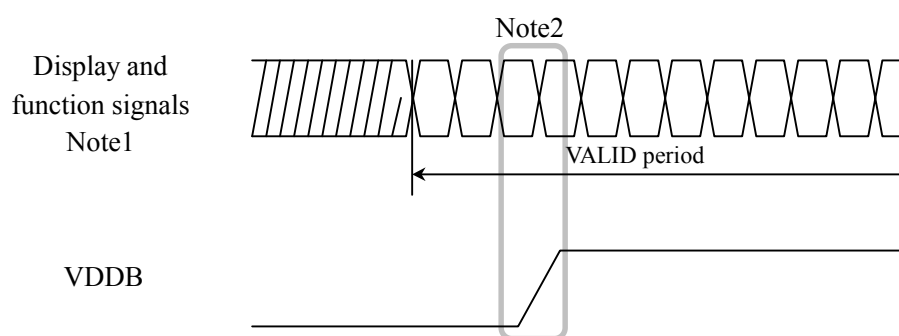 Note2
Display and
function signals
Note1
VALID period
VDDB